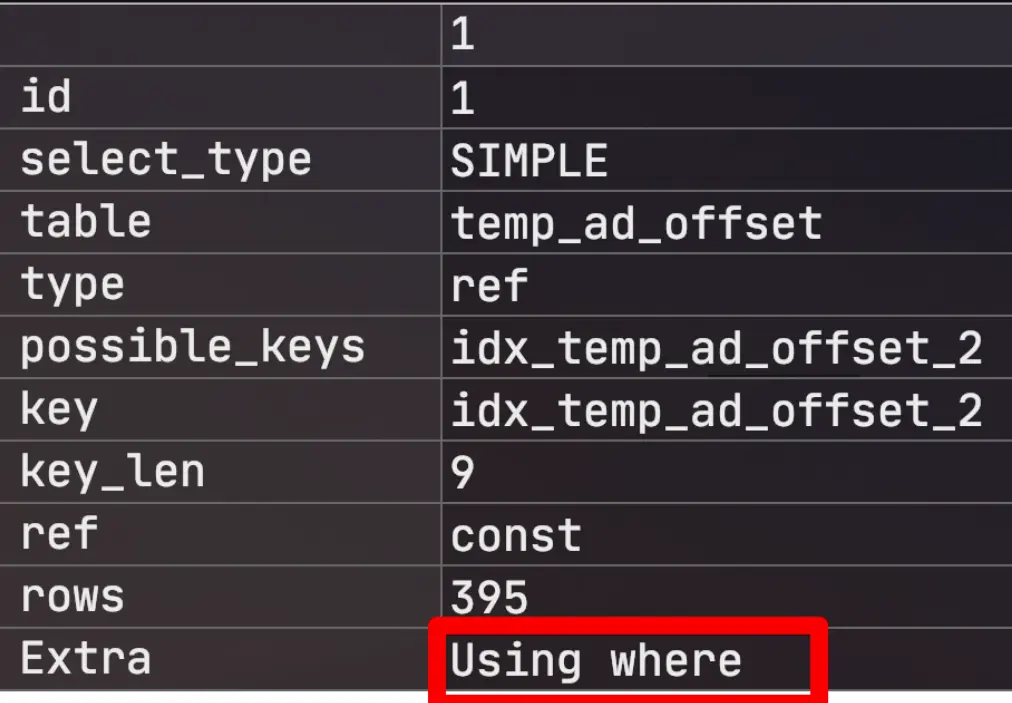 1
id 1
select_type SIMPLE
table temp_ad_offset
type ref
possible_keys idx_temp_ad_offset_2
key idx_temp_ad_offset_2
key_len 9
ref const
rows 395
Extra Using where